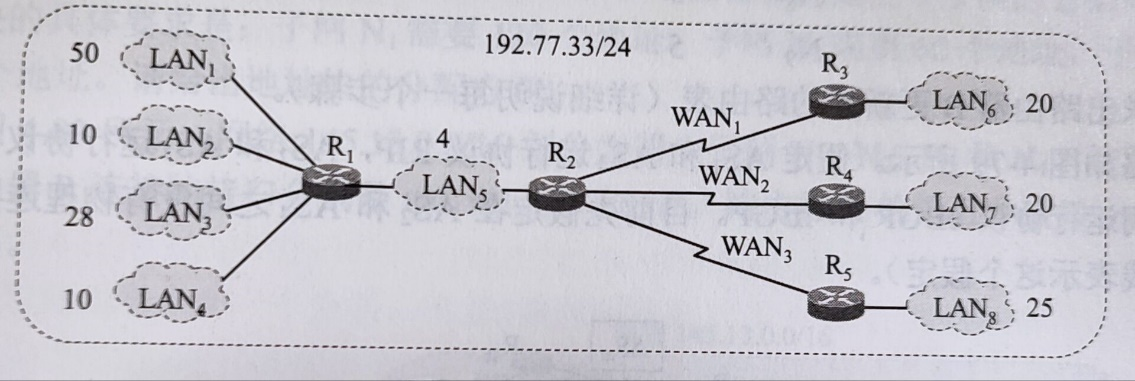 192.77.33/24
50 LAN₁
10 LAN₂
28 LAN₃
10 LAN₄
R₁
4
LAN₅
R₂
WAN₁
WAN₂
WAN₃
R₃
LAN₆ 20
R₄
LAN₇ 20
R₅
LAN₈ 25